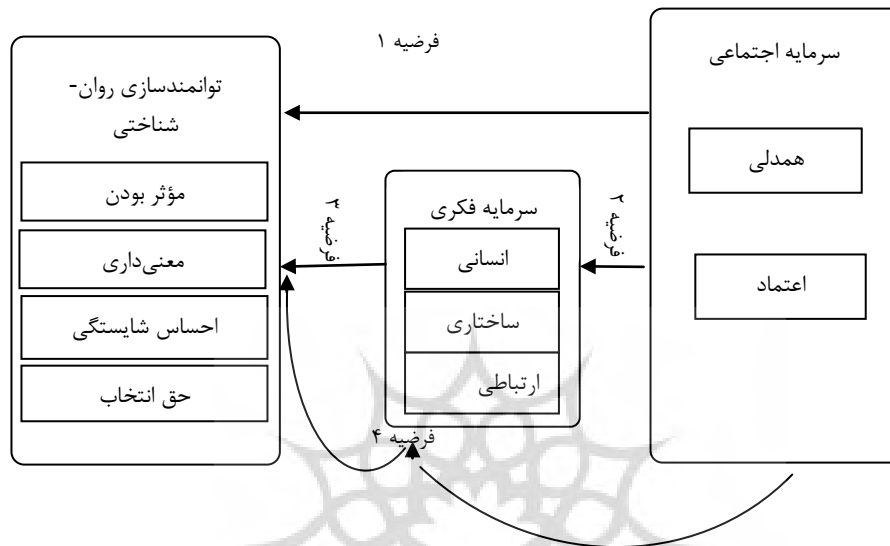 فرضیه ۱
سرمایه اجتماعی
همدلی
اعتماد
فرضیه ۲
سرمایه فکری
انسانی
ساختاری
ارتباطی
فرضیه ۳
فرضیه ۴
توانمندسازی روان-
شناختی
مؤثر بودن
معنی‌داری
احساس شایستگی
حق انتخاب